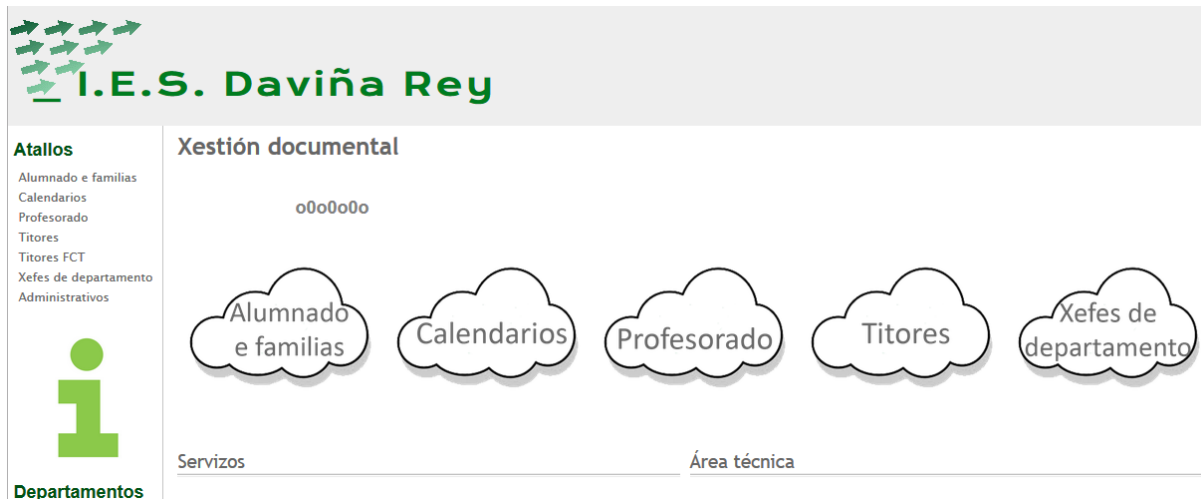 I.E.S. Daviña Rey
Atallos
Alumnado e familias
Calendarios
Profesorado
Titores
Titores FCT
Xefes de departamento
Administrativos
Departamentos
Xestión documental
o0o0o0o
Alumnado
e familias
Calendarios
Profesorado
Titores
Xefes de
departamento
Servizos
Área técnica